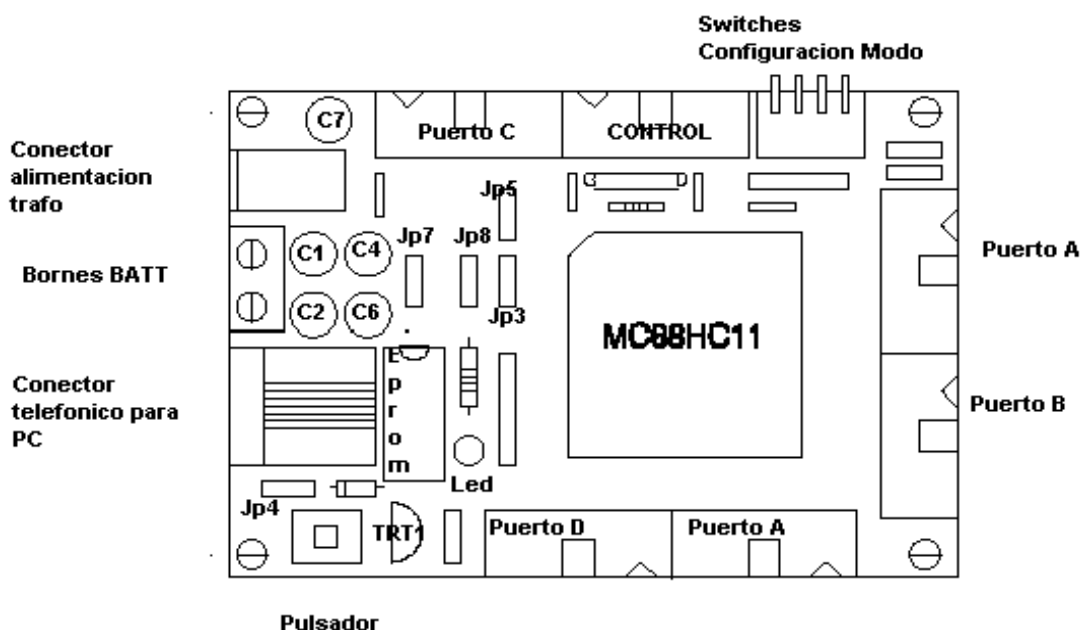 Switches
Configuracion Modo
C7
Puerto C
CONTROL
Conector
alimentacion
trafo
Jp5
Puerto A
C1
C4
Jp7
Jp8
Bornes BATT
C2
C6
Jp3
MC68HC11
Conector
telefonico para
PC
Eprom
Puerto B
Led
Jp4
TRT1
Puerto D
Puerto A
Pulsador